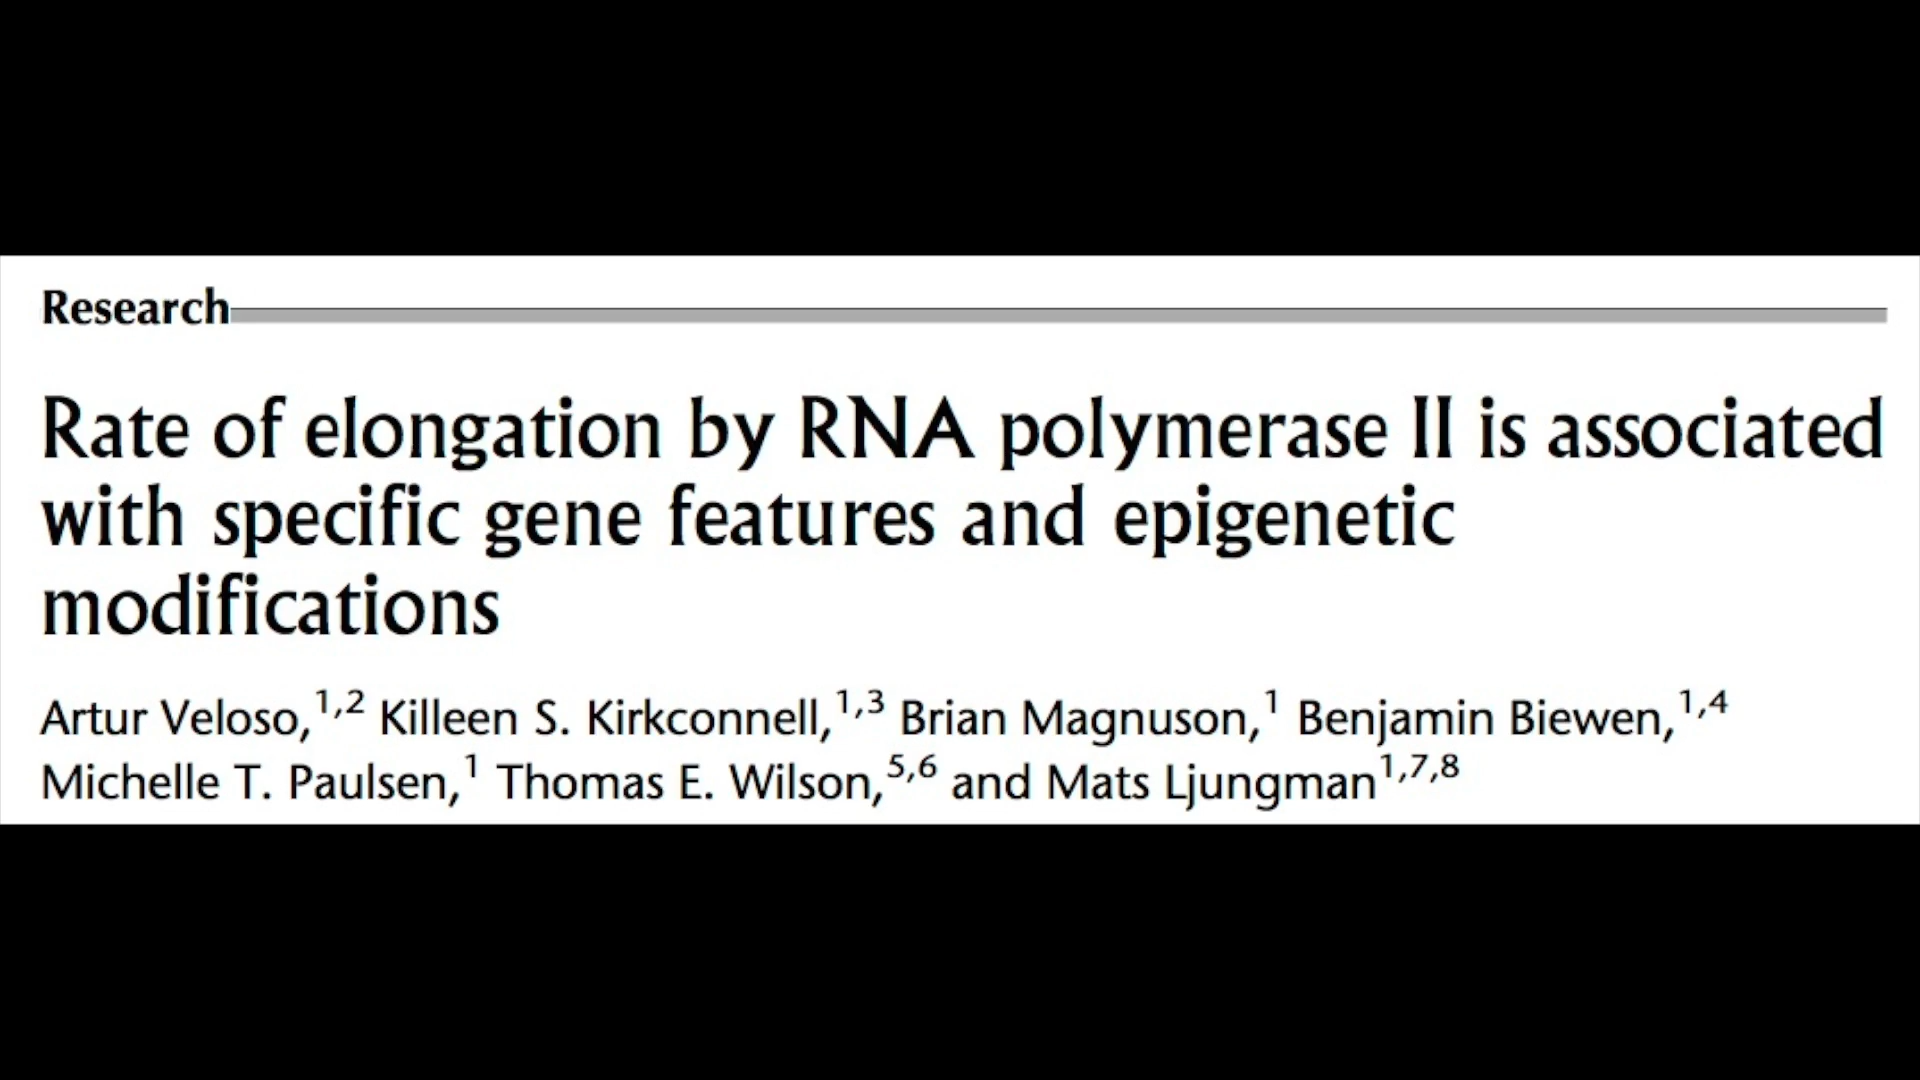 Research
Rate of elongation by RNA polymerase II is associated
with specific gene features and epigenetic
modifications
Artur Veloso,1,2 Killeen S. Kirkconnell,1,3 Brian Magnuson,1 Benjamin Biewen,1,4
Michelle T. Paulsen,1 Thomas E. Wilson,5,6 and Mats Ljungman1,7,8